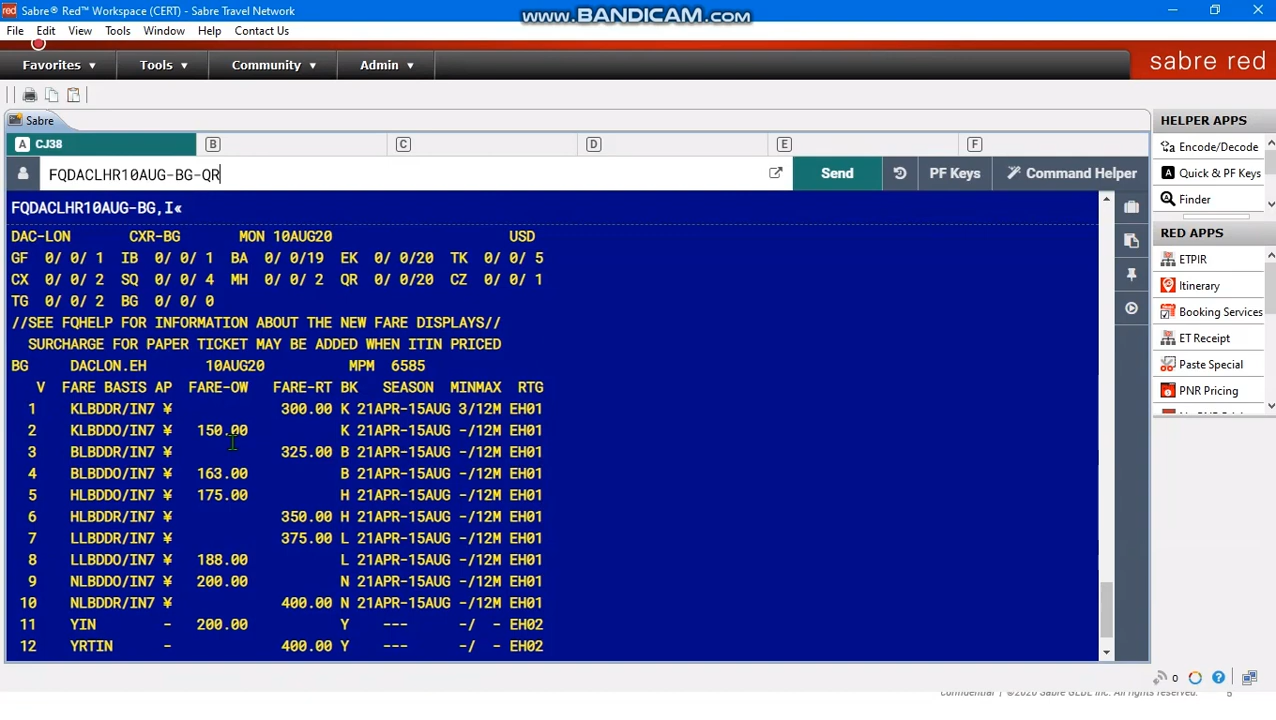 Sabre® Red™ Workspace (CERT) - Sabre Travel Network
www.BANDICAM.com
File Edit View Tools Window Help Contact Us
Favorites Tools Community Admin
sabre red
Sabre
A CJ38 B C D E F
FQDACLHR10AUG-BG-QR
Send PF Keys Command Helper
FQDACLHR10AUG-BG,I«
DAC-LON CXR-BG MON 10AUG20 USD
GF 0/ 0/ 1 IB 0/ 0/ 1 BA 0/ 0/19 EK 0/ 0/20 TK 0/ 0/ 5
CX 0/ 0/ 2 SQ 0/ 0/ 4 MH 0/ 0/ 2 QR 0/ 0/20 CZ 0/ 0/ 1
TG 0/ 0/ 2 BG 0/ 0/ 0
//SEE FQHELP FOR INFORMATION ABOUT THE NEW FARE DISPLAYS//
SURCHARGE FOR PAPER TICKET MAY BE ADDED WHEN ITIN PRICED
BG DACLON.EH 10AUG20 MPM 6585
V FARE BASIS AP FARE-OW FARE-RT BK SEASON MINMAX RTG
1 KLBDDR/IN7 ¥ 300.00 K 21APR-15AUG 3/12M EH01
2 KLBDDO/IN7 ¥ 150.00 K 21APR-15AUG -/12M EH01
3 BLBDDR/IN7 ¥ 325.00 B 21APR-15AUG -/12M EH01
4 BLBDDO/IN7 ¥ 163.00 B 21APR-15AUG -/12M EH01
5 HLBDDO/IN7 ¥ 175.00 H 21APR-15AUG -/12M EH01
6 HLBDDR/IN7 ¥ 350.00 H 21APR-15AUG -/12M EH01
7 LLBDDR/IN7 ¥ 375.00 L 21APR-15AUG -/12M EH01
8 LLBDDO/IN7 ¥ 188.00 L 21APR-15AUG -/12M EH01
9 NLBDDO/IN7 ¥ 200.00 N 21APR-15AUG -/12M EH01
10 NLBDDR/IN7 ¥ 400.00 N 21APR-15AUG -/12M EH01
11 YIN - 200.00 Y --- -/ - EH02
12 YRTIN - 400.00 Y --- -/ - EH02
HELPER APPS
Encode/Decode
Quick & PF Keys
Finder
RED APPS
ETPIR
Itinerary
Booking Services
ET Receipt
Paste Special
PNR Pricing
0
Confidential | ©2020 Sabre GLBL Inc. All rights reserved. 5